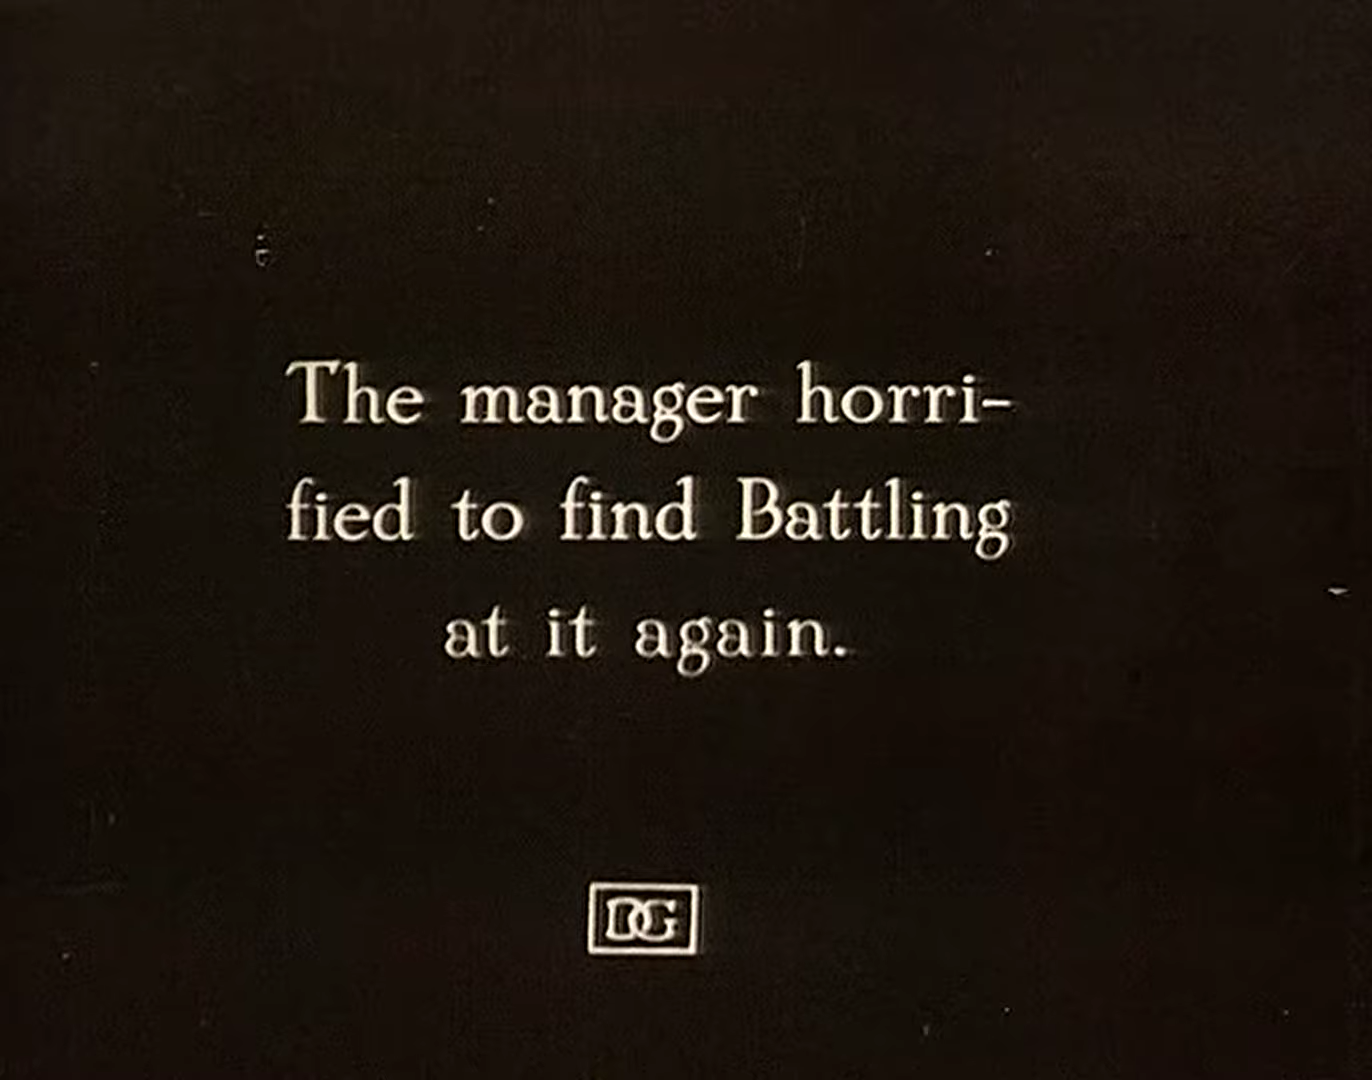 The manager horri-
fied to find Battling
at it again.
DG